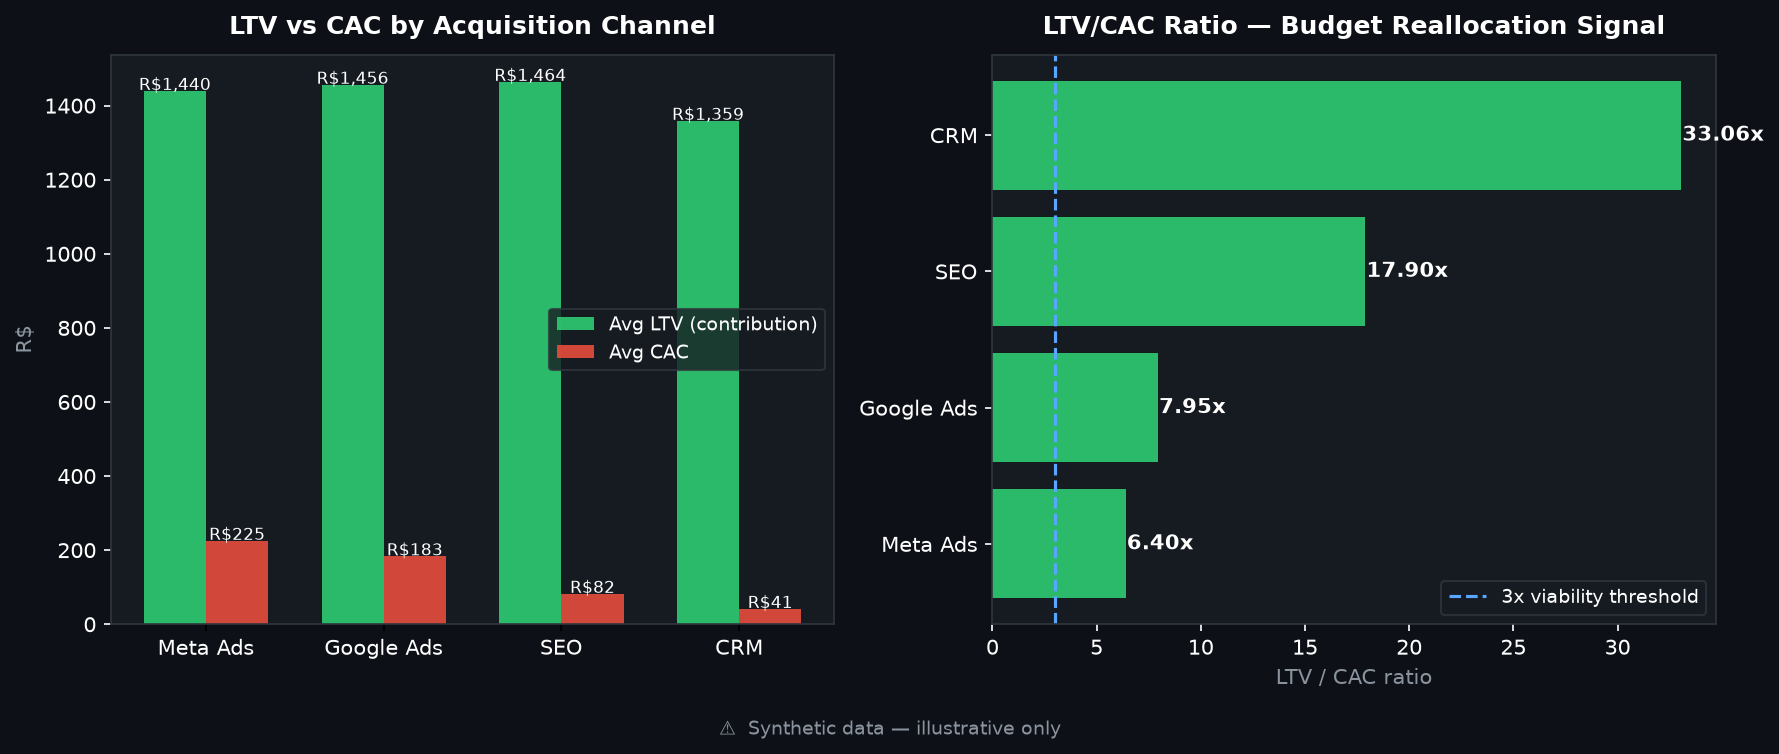 LTV vs CAC by Acquisition Channel
R$
1400
1200
1000
800
600
400
200
0
R$1,440
R$225
R$1,456
R$183
R$1,464
R$82
R$1,359
R$41
Avg LTV (contribution)
Avg CAC
Meta Ads
Google Ads
SEO
CRM
LTV/CAC Ratio — Budget Reallocation Signal
CRM
33.06x
SEO
17.90x
Google Ads
7.95x
Meta Ads
6.40x
3x viability threshold
0 5 10 15 20 25 30
LTV / CAC ratio
⚠ Synthetic data — illustrative only